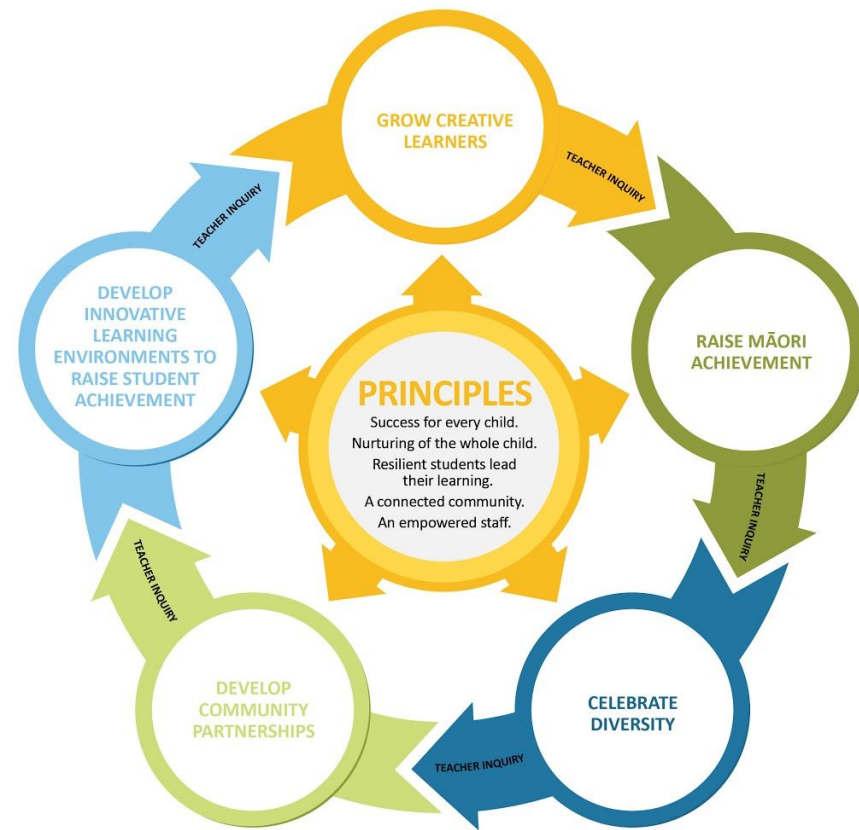 GROW CREATIVE
LEARNERS
TEACHER INQUIRY
RAISE MĀORI
ACHIEVEMENT
TEACHER INQUIRY
CELEBRATE
DIVERSITY
TEACHER INQUIRY
DEVELOP
COMMUNITY
PARTNERSHIPS
TEACHER INQUIRY
DEVELOP
INNOVATIVE
LEARNING
ENVIRONMENTS TO
RAISE STUDENT
ACHIEVEMENT
TEACHER INQUIRY
PRINCIPLES
Success for every child.
Nurturing of the whole child.
Resilient students lead
their learning.
A connected community.
An empowered staff.